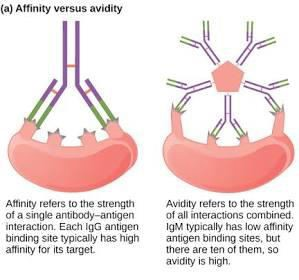 (a) Affinity versus avidity
Affinity refers to the strength
of a single antibody–antigen
interaction. Each IgG antigen
binding site typically has high
affinity for its target.
Avidity refers to the strength
of all interactions combined.
IgM typically has low affinity
antigen binding sites, but
there are ten of them, so
avidity is high.